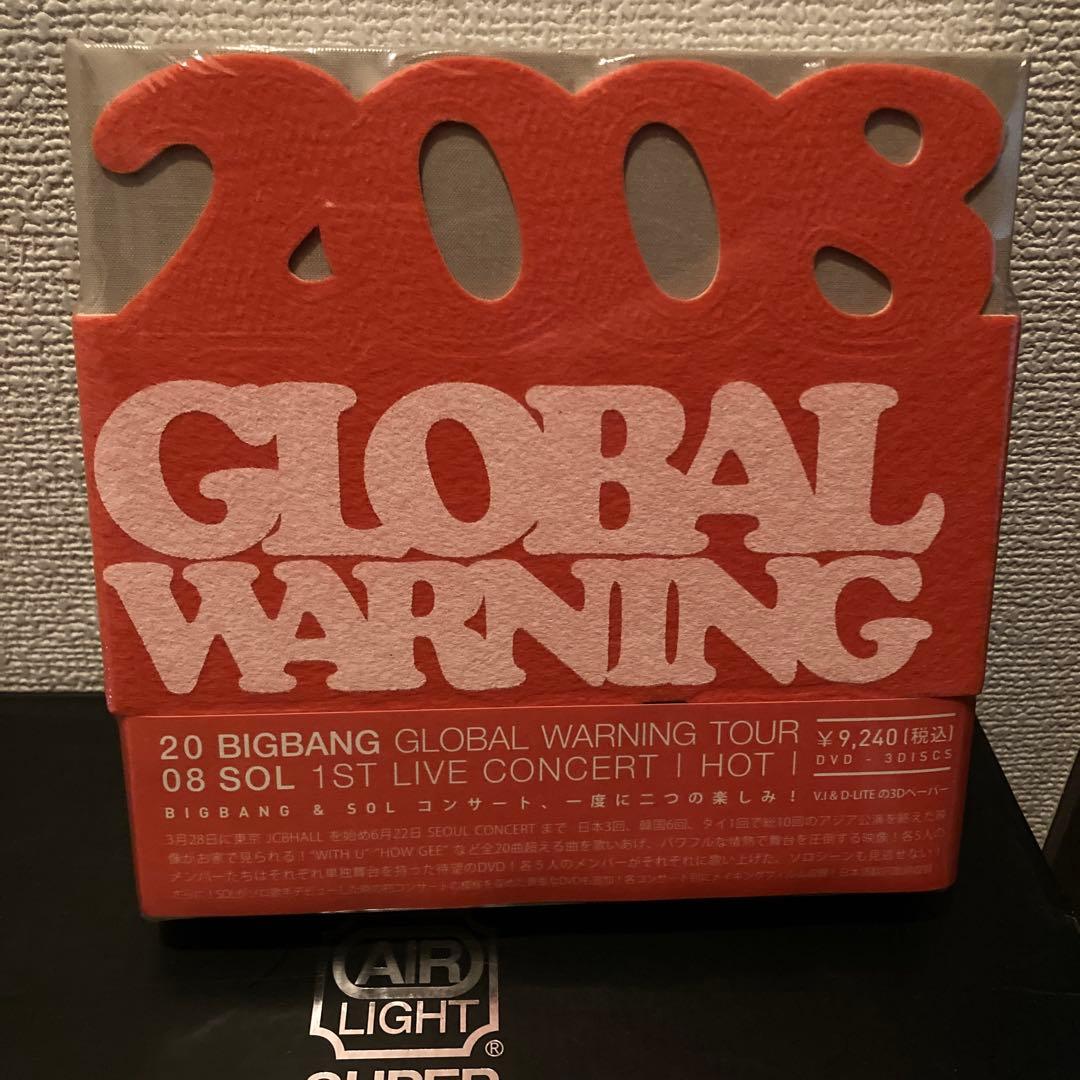 2008
GLOBAL
WARNING
20 BIGBANG GLOBAL WARNING TOUR
08 SOL 1ST LIVE CONCERT | HOT |
￥9,240(税込)
DVD - 3DISCS
BIGBANG & SOL コンサート、一度に二つの楽しみ!
V.I & D-LITE の3Dペーパー
3月28日に東京 JCBHALL を始め6月22日 SEOUL CONCERT まで 日本3回、韓国6回、タイ1回で総10回のアジア公演を終えた映
像がお家で見られる! "WITH U" "HOW GEE" など全20曲超える曲を歌いあげ、パワフルな情熱で舞台を圧倒する映像!各5人の
メンバーたちはそれぞれ単独舞台を持った待望のDVD!各5人のメンバーがそれぞれに歌い上げた、ソロシーンも見逃せない!
AIR
LIGHT
®
SUPER